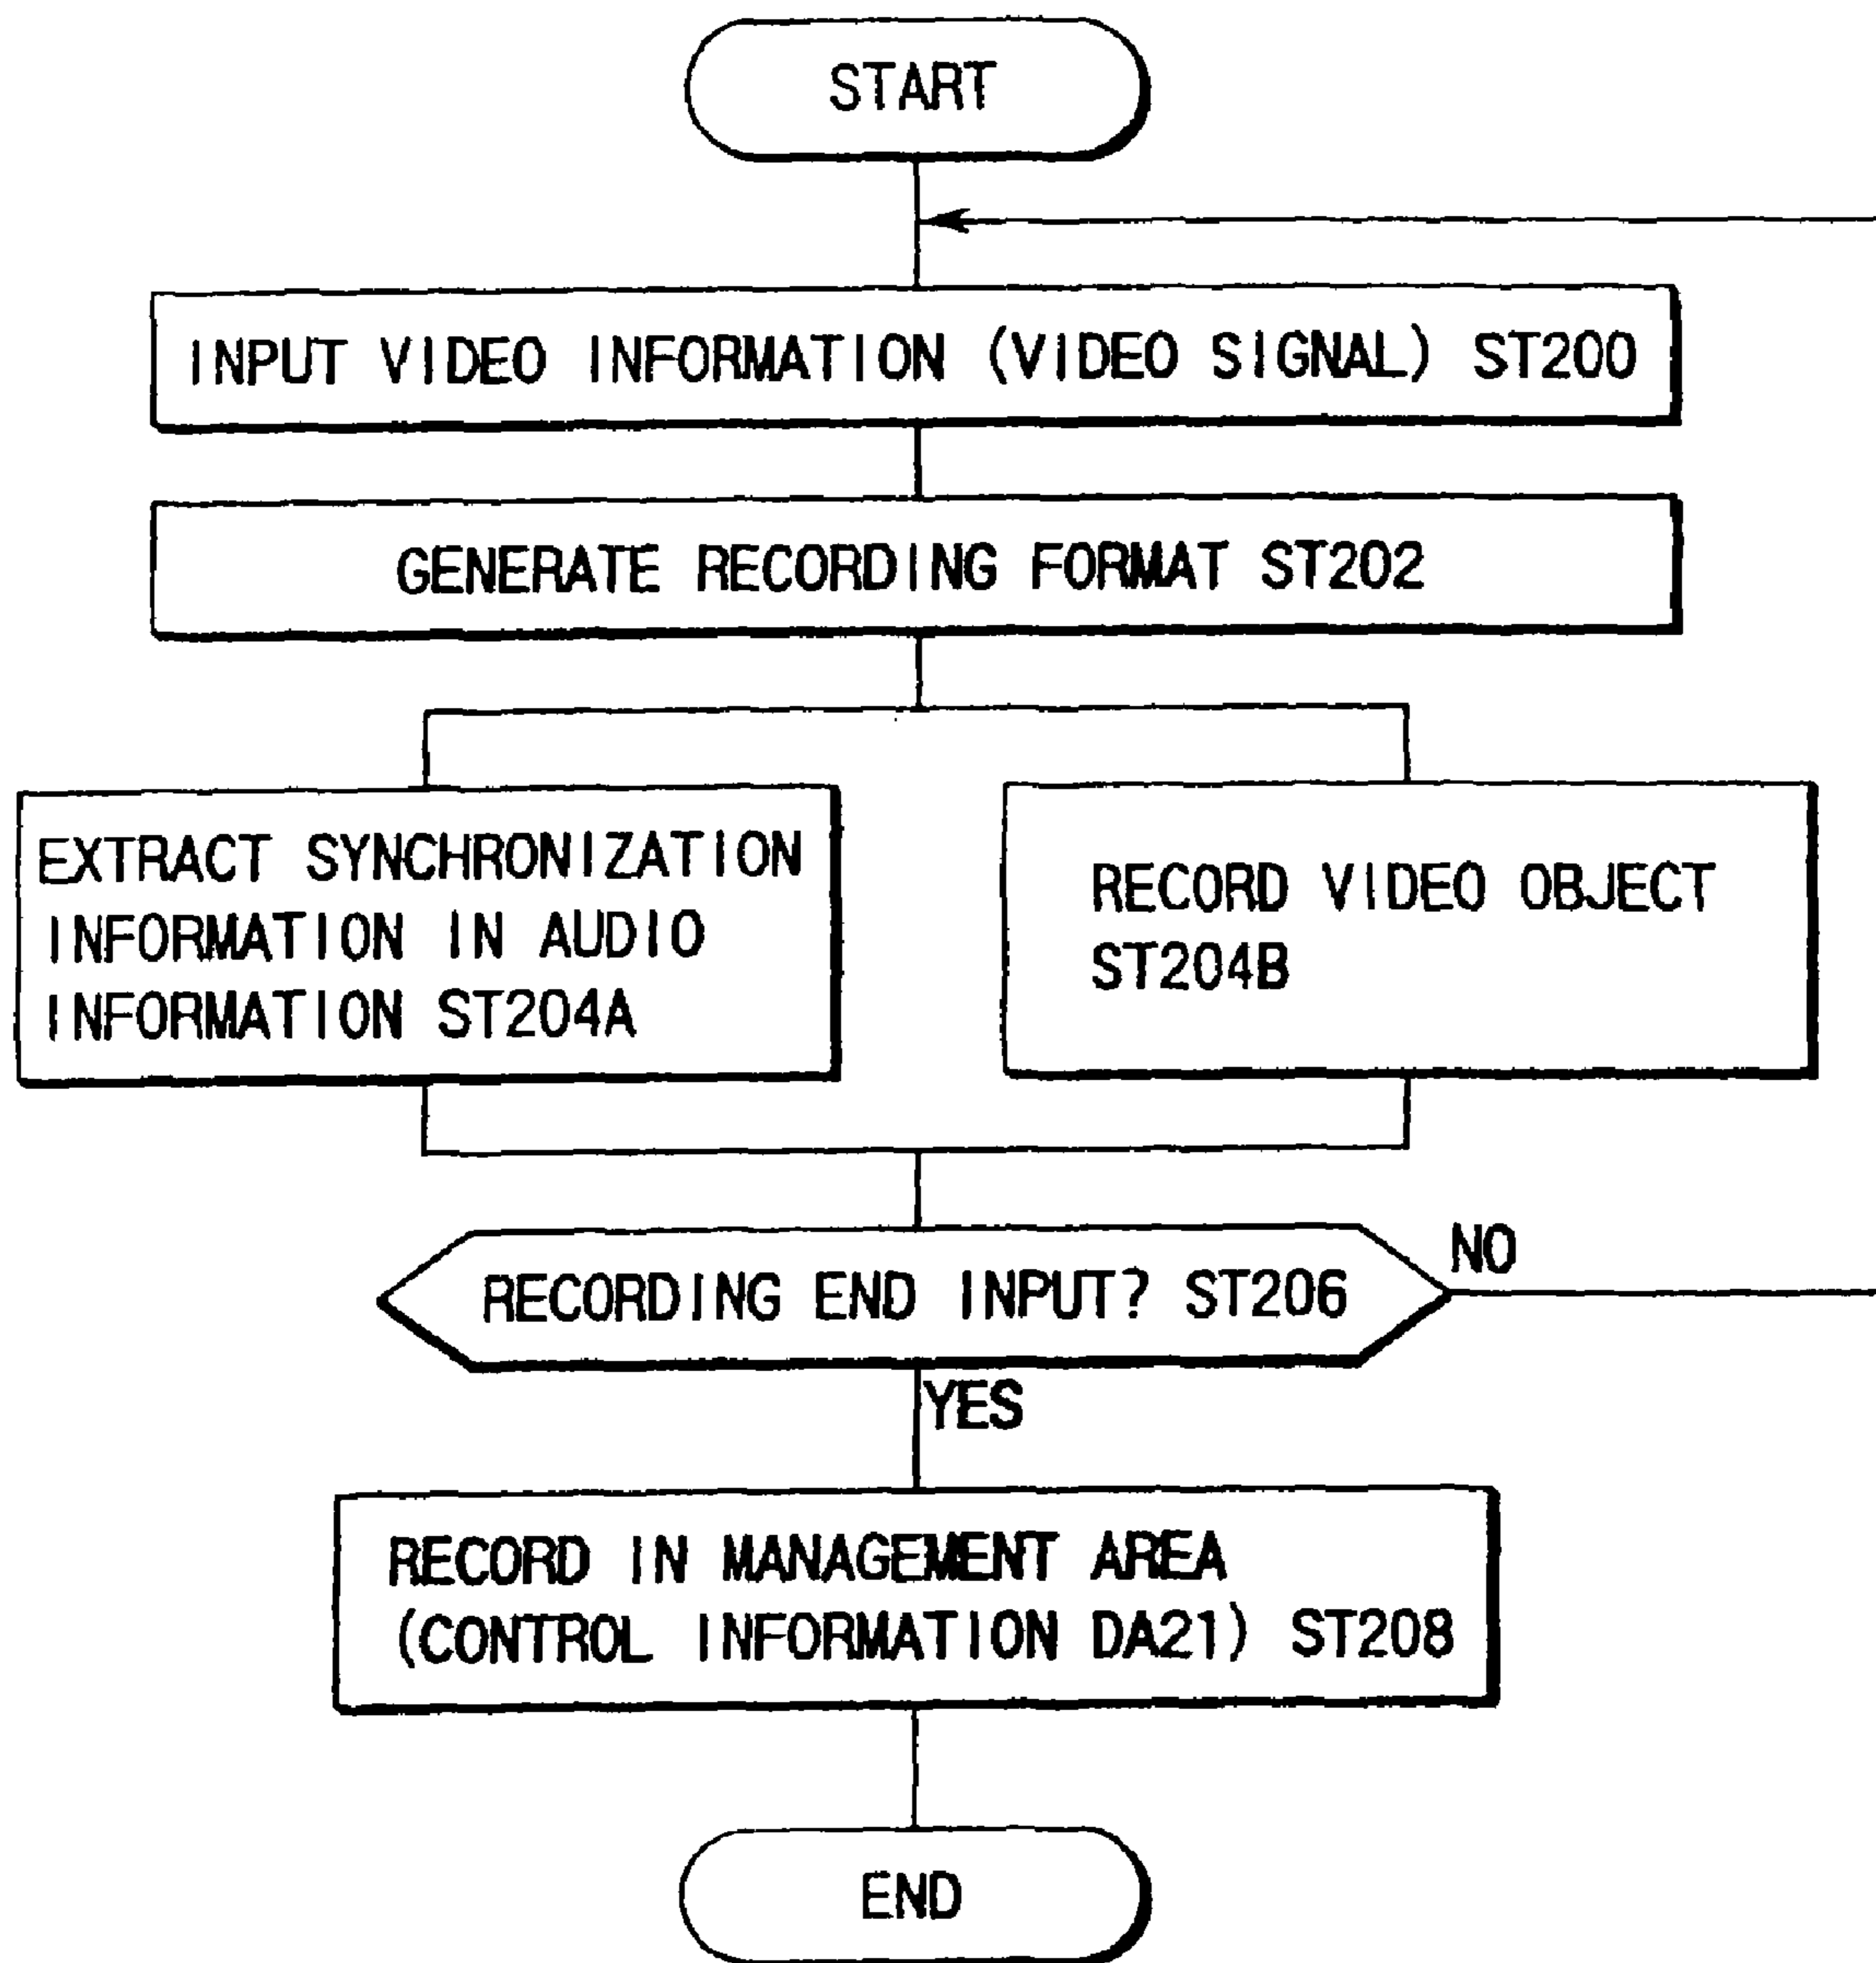 START
INPUT VIDEO INFORMATION (VIDEO SIGNAL) ST200
GENERATE RECORDING FORMAT ST202
EXTRACT SYNCHRONIZATION
INFORMATION IN AUDIO
INFORMATION ST204A
RECORD VIDEO OBJECT
ST204B
RECORDING END INPUT? ST206
NO
YES
RECORD IN MANAGEMENT AREA
(CONTROL INFORMATION DA21) ST208
END